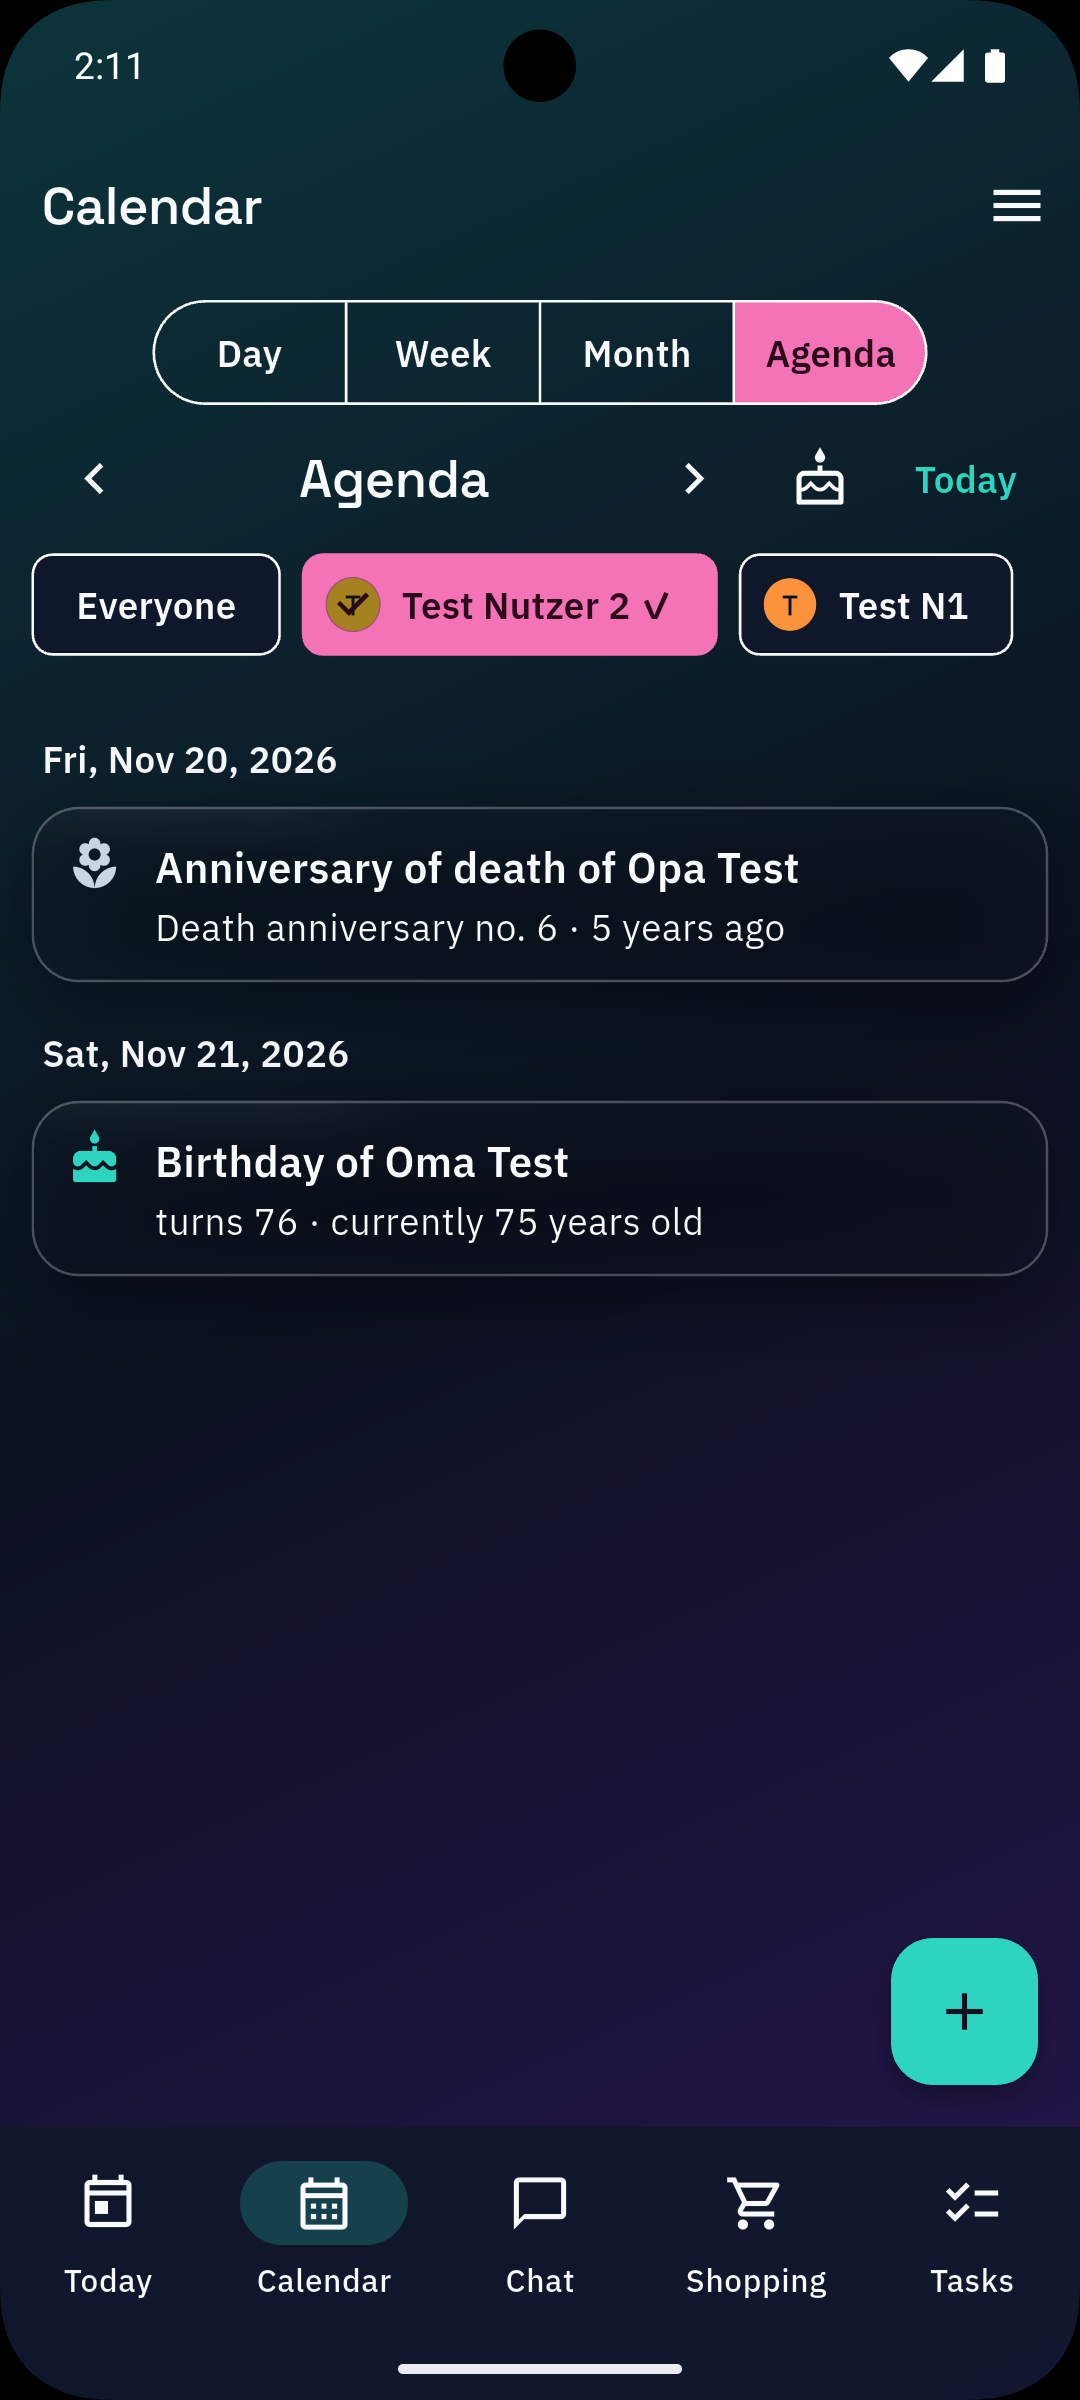 2:11
Calendar
Day Week Month Agenda
Agenda Today
Everyone T Test Nutzer 2 ✓ T Test N1
Fri, Nov 20, 2026
Anniversary of death of Opa Test
Death anniversary no. 6 · 5 years ago
Sat, Nov 21, 2026
Birthday of Oma Test
turns 76 · currently 75 years old
Today Calendar Chat Shopping Tasks